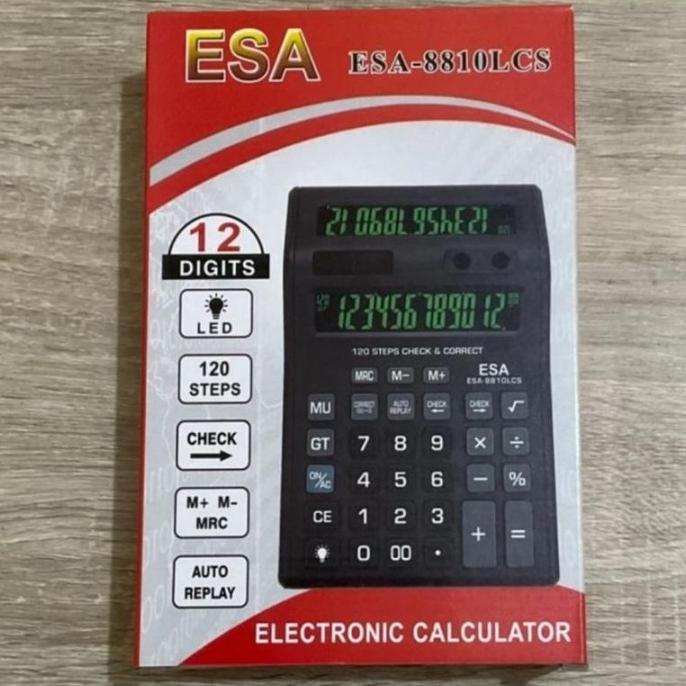 ESA ESA-8810LCS
12
DIGITS
LED
120
STEPS
CHECK
M+ M-
MRC
AUTO
REPLAY
123456789012
120 STEPS CHECK & CORRECT
MRC M- M+ ESA
ESA-8810LCS
MU CORRECT AUTO REPLAY CHECK CHECK √
GT 7 8 9 × ÷
ON/AC 4 5 6 − %
CE 1 2 3 + =
0 00 .
ELECTRONIC CALCULATOR